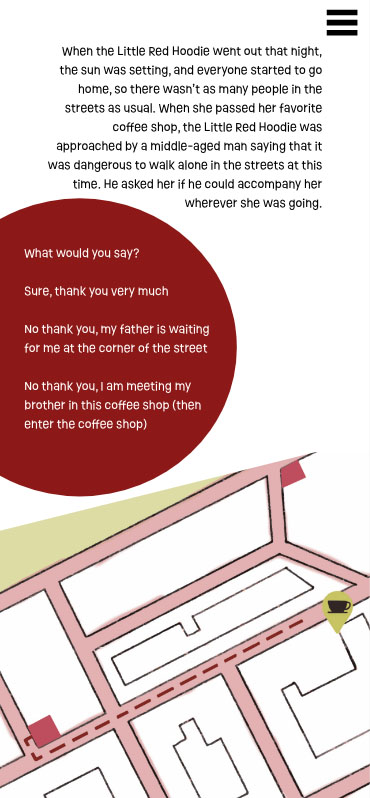 When the Little Red Hoodie went out that night,
the sun was setting, and everyone started to go
home, so there wasn't as many people in the
streets as usual. When she passed her favorite
coffee shop, the Little Red Hoodie was
approached by a middle-aged man saying that it
was dangerous to walk alone in the streets at this
time. He asked her if he could accompany her
wherever she was going.
What would you say?
Sure, thank you very much
No thank you, my father is waiting
for me at the corner of the street
No thank you, I am meeting my
brother in this coffee shop (then
enter the coffee shop)